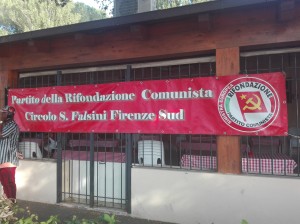 Partito della Rifondazione Comunista
Circolo S. Falsini Firenze Sud
RIFONDAZIONE